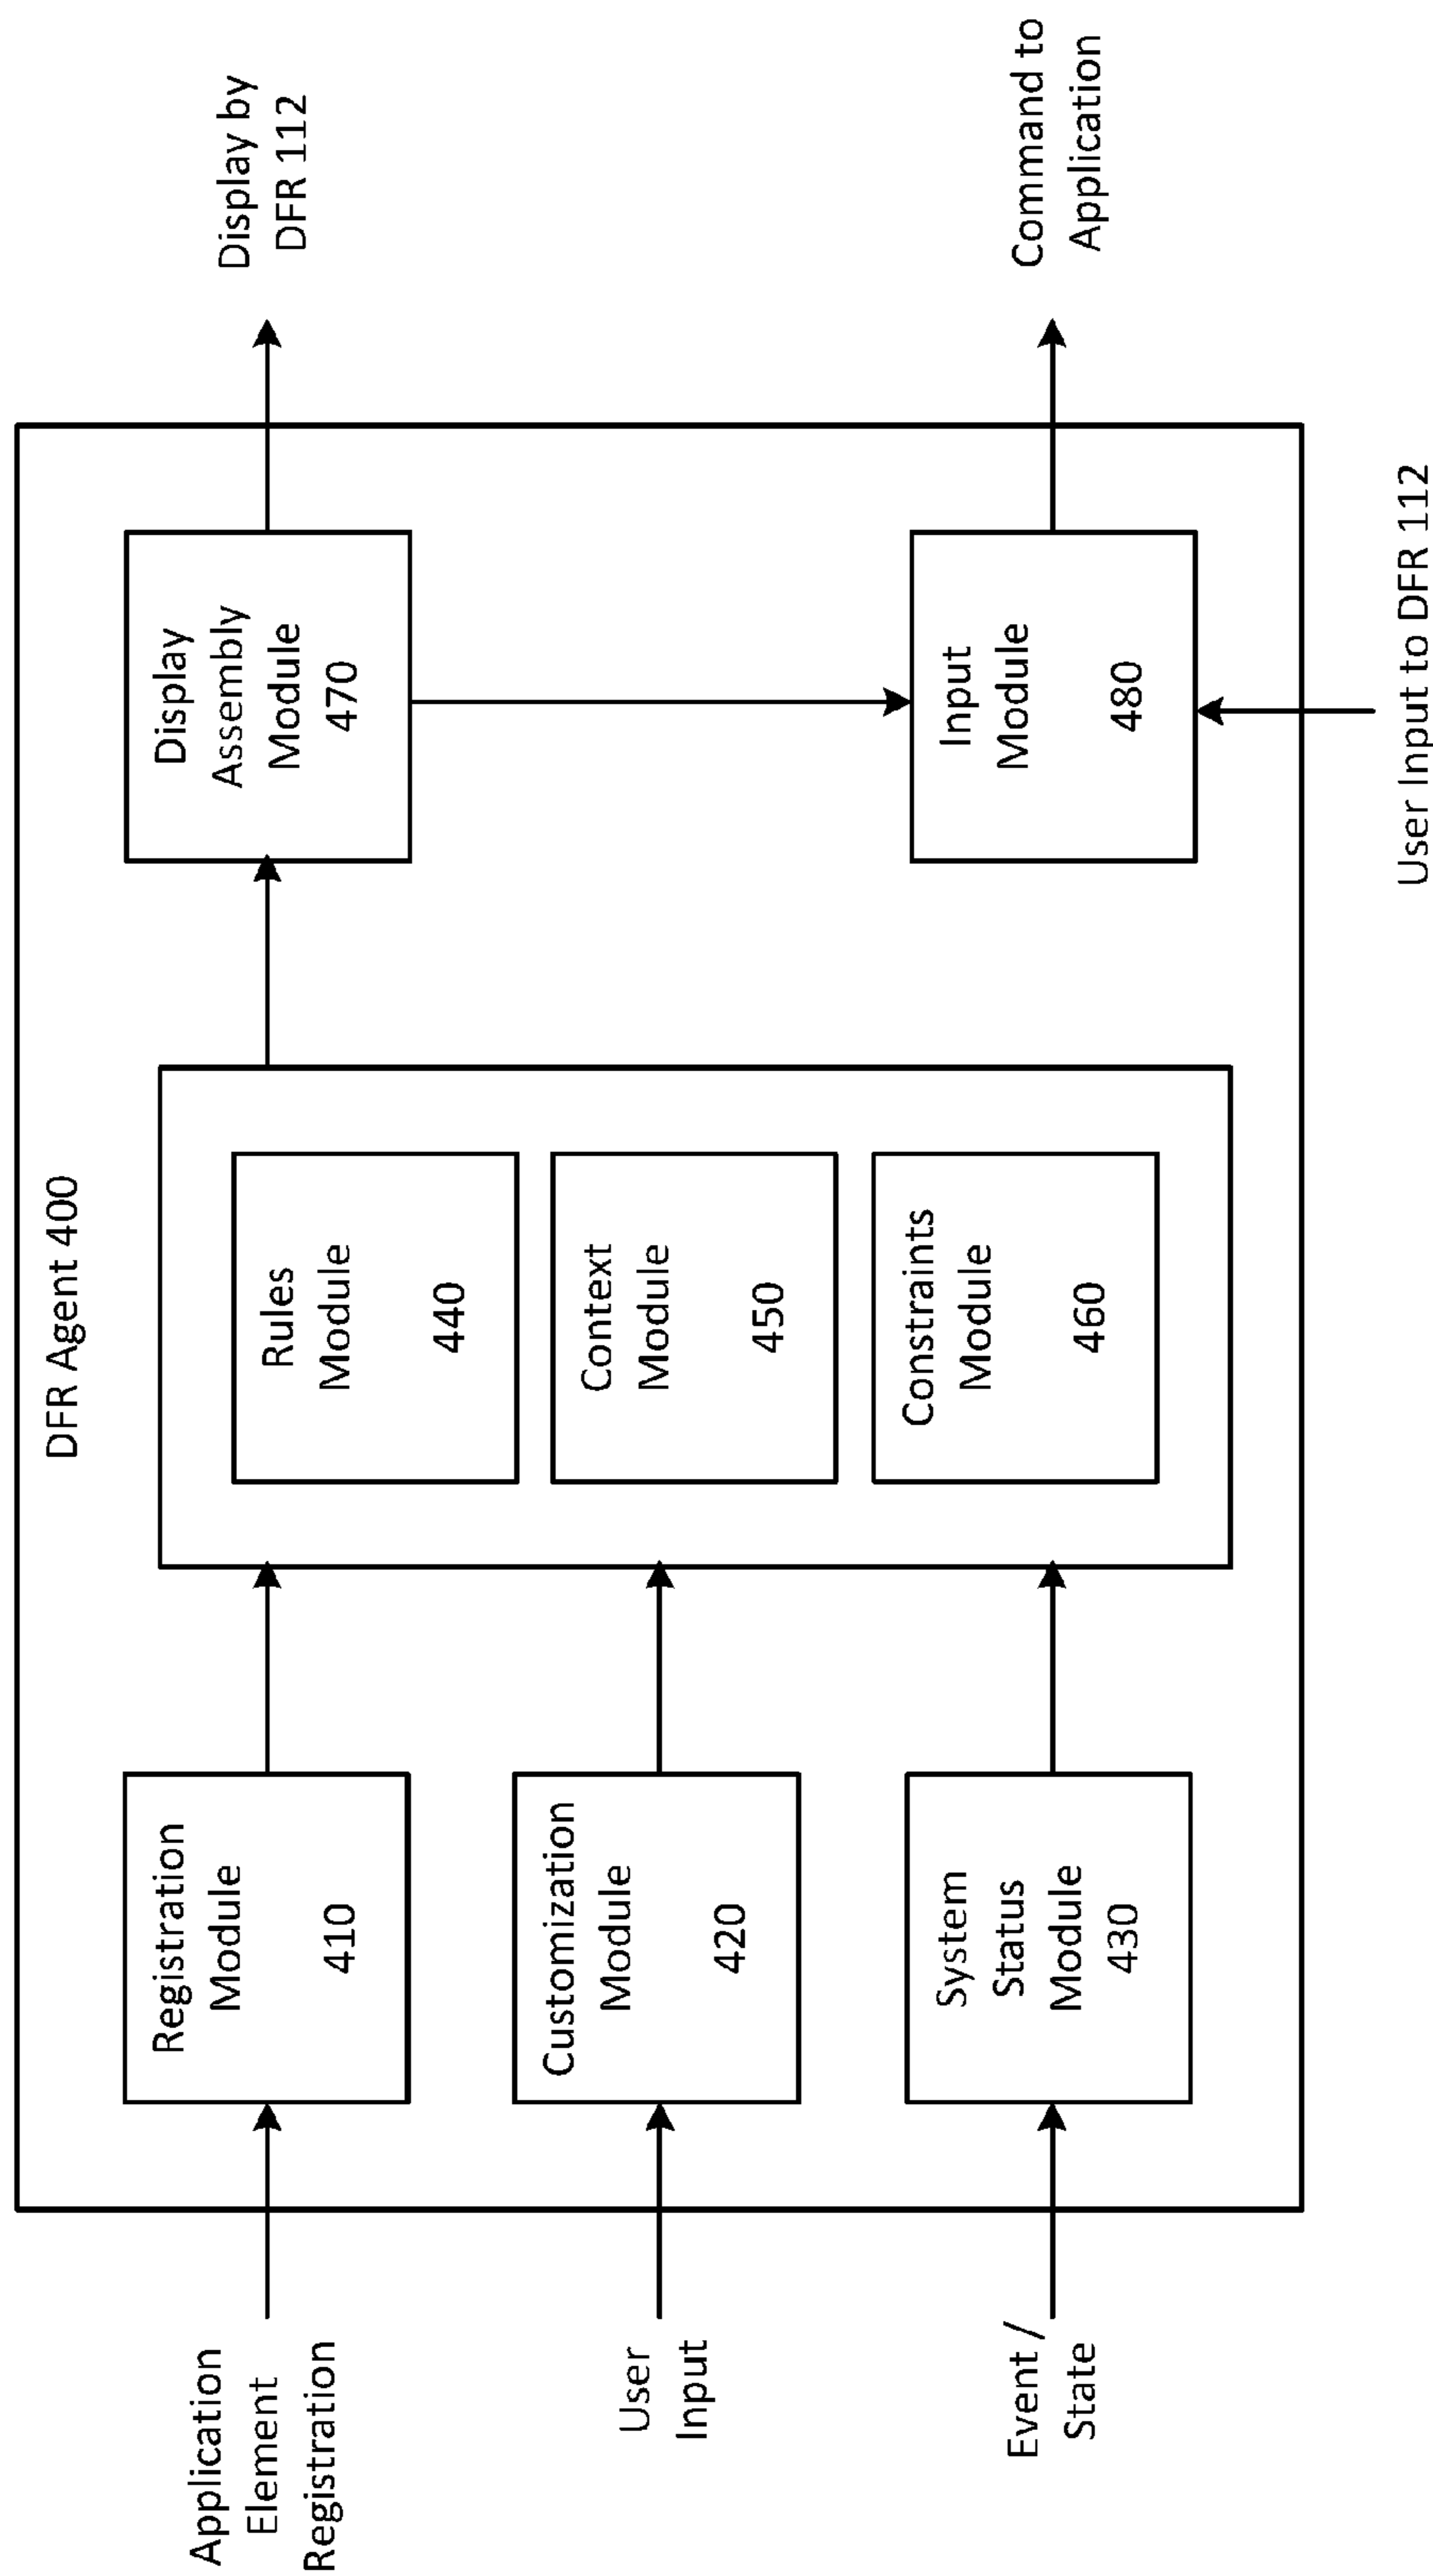 DFR Agent 400
Application
Element
Registration
Registration
Module
410
User
Input
Customization
Module
420
Event /
State
System
Status
Module
430
Rules
Module
440
Context
Module
450
Constraints
Module
460
Display
Assembly
Module
470
Display by
DFR 112
Input
Module
480
Command to
Application
User Input to DFR 112